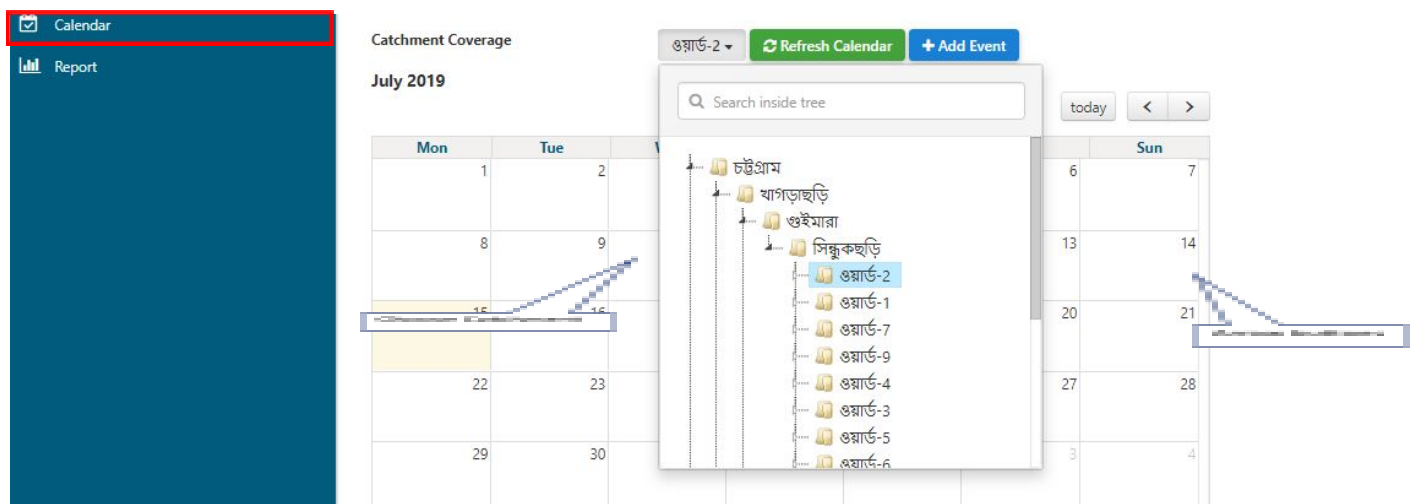 Calendar
Report
Catchment Coverage
ওয়ার্ড-2
Refresh Calendar
+ Add Event
July 2019
Search inside tree
today < >
Mon Tue Sun
1 2 6 7
8 9 13 14
15 16 20 21
22 23 27 28
29 30 3 4
চট্টগ্রাম
খাগড়াছড়ি
গুইমারা
সিন্ধুকছড়ি
ওয়ার্ড-2
ওয়ার্ড-1
ওয়ার্ড-7
ওয়ার্ড-9
ওয়ার্ড-4
ওয়ার্ড-3
ওয়ার্ড-5
ওয়ার্ড-6